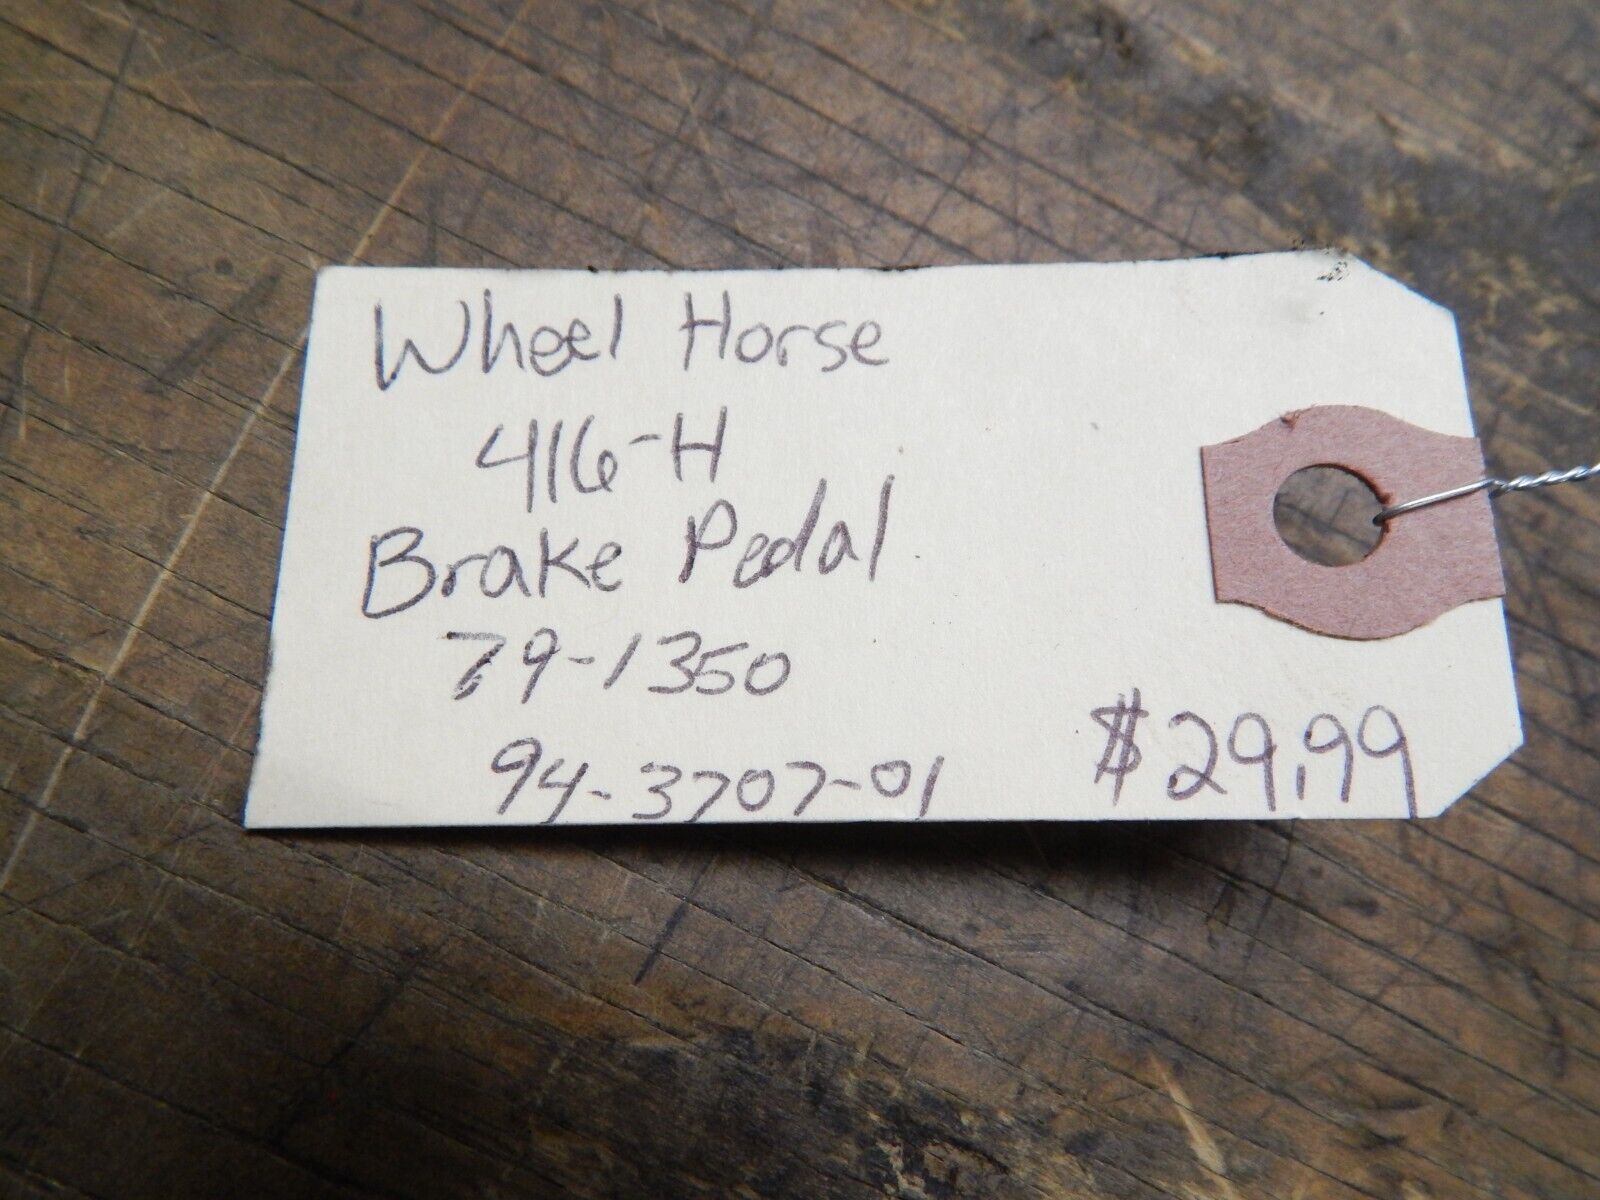 Wheel Horse
416-H
Brake Pedal
79-1350
94-3707-01
$29.99